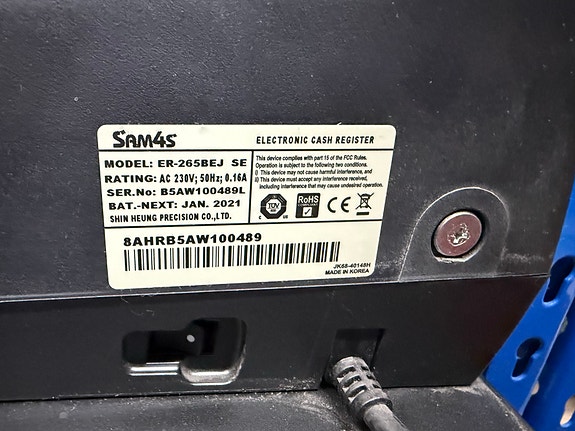 SAM4S
ELECTRONIC CASH REGISTER
MODEL: ER-265BEJ SE
RATING: AC 230V; 50Hz; 0.16A
SER.No: B5AW100489L
BAT.-NEXT: JAN. 2021
SHIN HEUNG PRECISION CO.,LTD.
This device complies with part 15 of the FCC Rules.
Operation is subject to the following two conditions.
I) This device may not cause harmful interference, and
II) This device must accept any interference received,
including interference that may cause undesired operation.
C TÜV US
RoHS
CE
8AHRB5AW100489
JK68-40148H
MADE IN KOREA